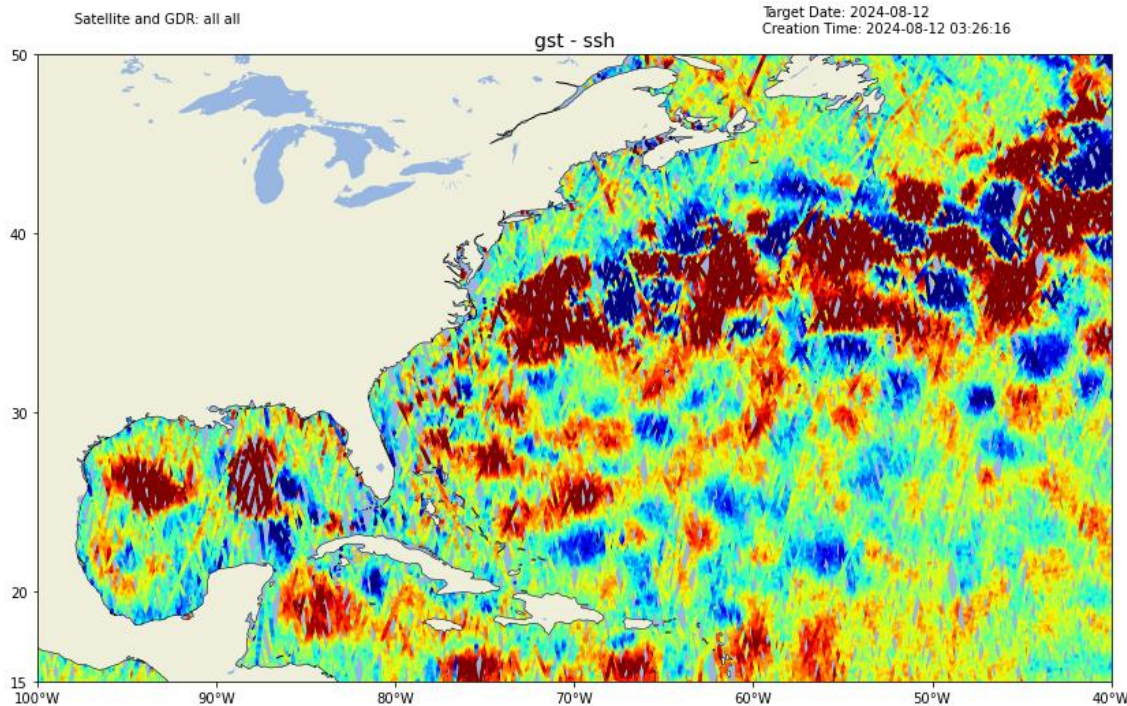 Satellite and GDR: all all
Target Date: 2024-08-12
Creation Time: 2024-08-12 03:26:16
gst - ssh
50
40
30
20
15
100°W
90°W
80°W
70°W
60°W
50°W
40°W